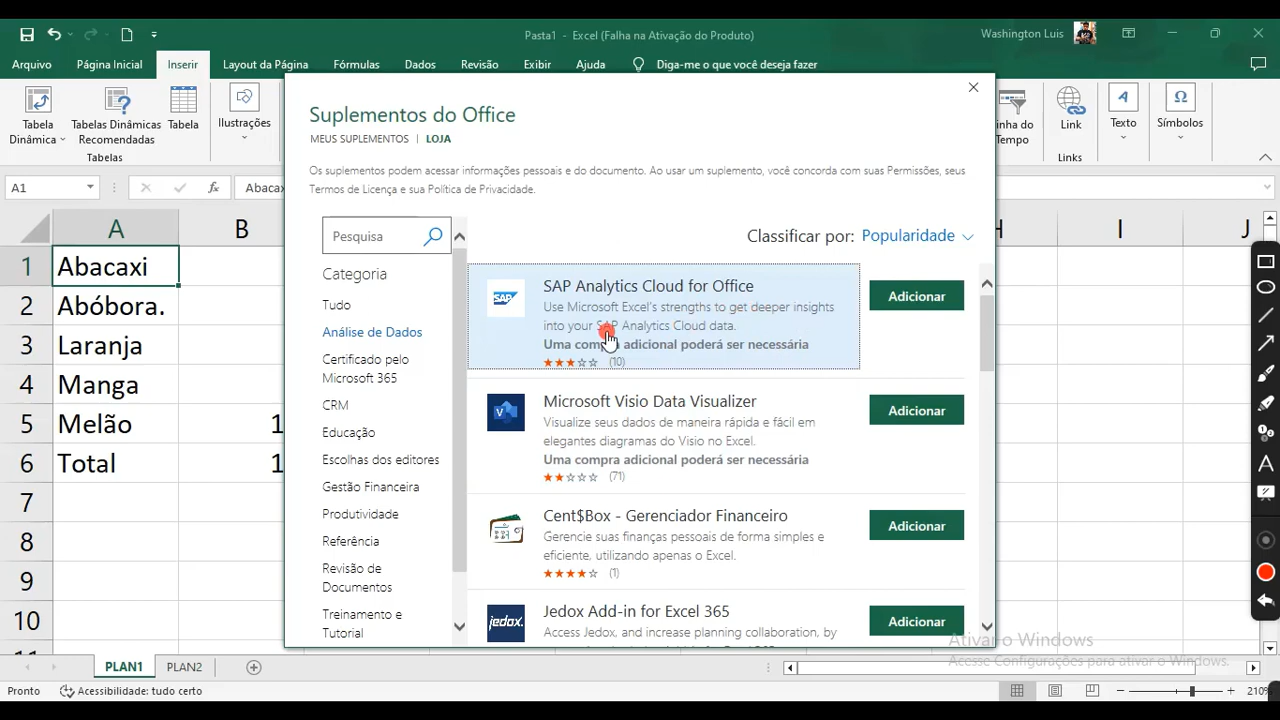 Pasta1 - Excel (Falha na Ativação do Produto)
Washington Luis
Arquivo
Página Inicial
Inserir
Layout da Página
Fórmulas
Dados
Revisão
Exibir
Ajuda
Diga-me o que você deseja fazer
Tabela
Dinâmica
Tabelas Dinâmicas
Recomendadas
Tabela
Ilustrações
Tabelas
inha do
Tempo
Link
Links
Texto
Símbolos
A1
fx
Abacax
Suplementos do Office
MEUS SUPLEMENTOS | LOJA
Os suplementos podem acessar informações pessoais e do documento. Ao usar um suplemento, você concorda com suas Permissões, seus
Termos de Licença e sua Política de Privacidade.
Pesquisa
Classificar por: Popularidade
Categoria
Tudo
Análise de Dados
Certificado pelo
Microsoft 365
CRM
Educação
Escolhas dos editores
Gestão Financeira
Produtividade
Referência
Revisão de
Documentos
Treinamento e
Tutorial
SAP
SAP Analytics Cloud for Office
Use Microsoft Excel's strengths to get deeper insights
into your SAP Analytics Cloud data.
Uma compra adicional poderá ser necessária
(10)
Adicionar
Microsoft Visio Data Visualizer
Visualize seus dados de maneira rápida e fácil em
elegantes diagramas do Visio no Excel.
Uma compra adicional poderá ser necessária
(71)
Adicionar
Cent$Box - Gerenciador Financeiro
Gerencie suas finanças pessoais de forma simples e
eficiente, utilizando apenas o Excel.
(1)
Adicionar
jedox.
Jedox Add-in for Excel 365
Access Jedox, and increase planning collaboration, by
Adicionar
A B H I J
1 Abacaxi
2 Abóbora.
3 Laranja
4 Manga
5 Melão 1
6 Total 1
7
8
9
10
Ativar o Windows
Acesse Configurações para ativar o Windows.
PLAN1
PLAN2
Pronto
Acessibilidade: tudo certo
210%